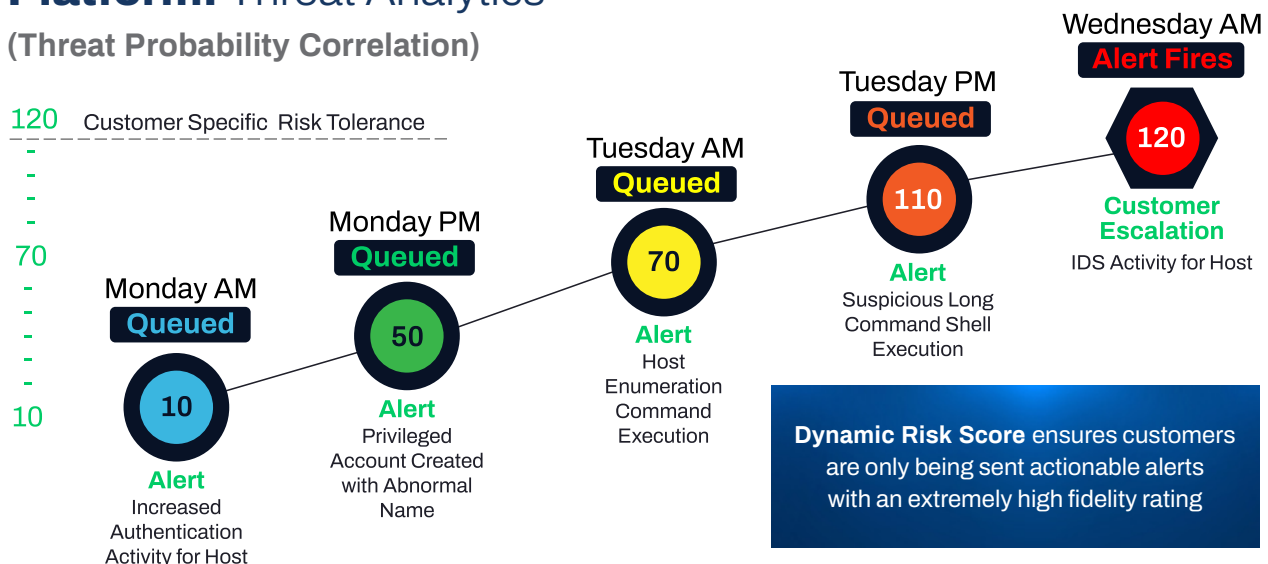 Platform: Threat Analytics
(Threat Probability Correlation)
120
Customer Specific Risk Tolerance
-
-
-
-
70
-
-
-
-
-
10
Monday AM
Queued
10
Alert
Increased
Authentication
Activity for Host
Monday PM
Queued
50
Alert
Privileged
Account Created
with Abnormal
Name
Tuesday AM
Queued
70
Alert
Host
Enumeration
Command
Execution
Tuesday PM
Queued
110
Alert
Suspicious Long
Command Shell
Execution
Wednesday AM
Alert Fires
120
Customer
Escalation
IDS Activity for Host
Dynamic Risk Score ensures customers
are only being sent actionable alerts
with an extremely high fidelity rating